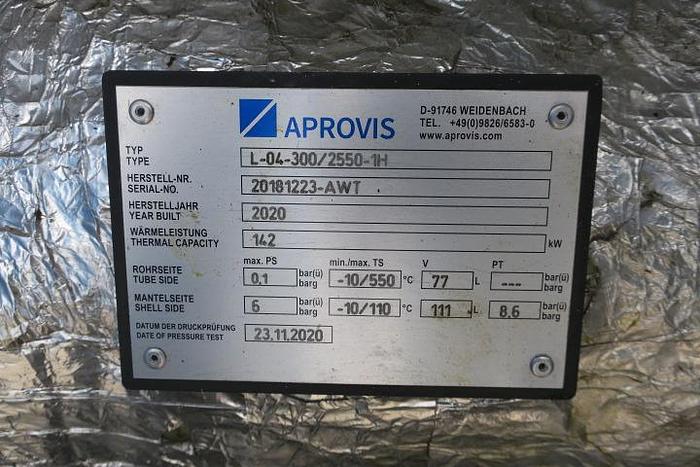 APROVIS
D-91746 WEIDENBACH
TEL. +49(0)9826/6583-0
www.aprovis.com
TYP
TYPE
L-04-300/2550-1H
HERSTELL-NR.
SERIAL-NO.
20181223-AWT
HERSTELLJAHR
YEAR BUILT
2020
WÄRMELEISTUNG
THERMAL CAPACITY
142 kW
max. PS min./max. TS V PT
ROHRSEITE
TUBE SIDE
0,1 bar(ü) barg -10/550 °C 77 L --- bar(ü) barg
MANTELSEITE
SHELL SIDE
6 bar(ü) barg -10/110 °C 111 L 8,6 bar(ü) barg
DATUM DER DRUCKPRÜFUNG
DATE OF PRESSURE TEST
23.11.2020